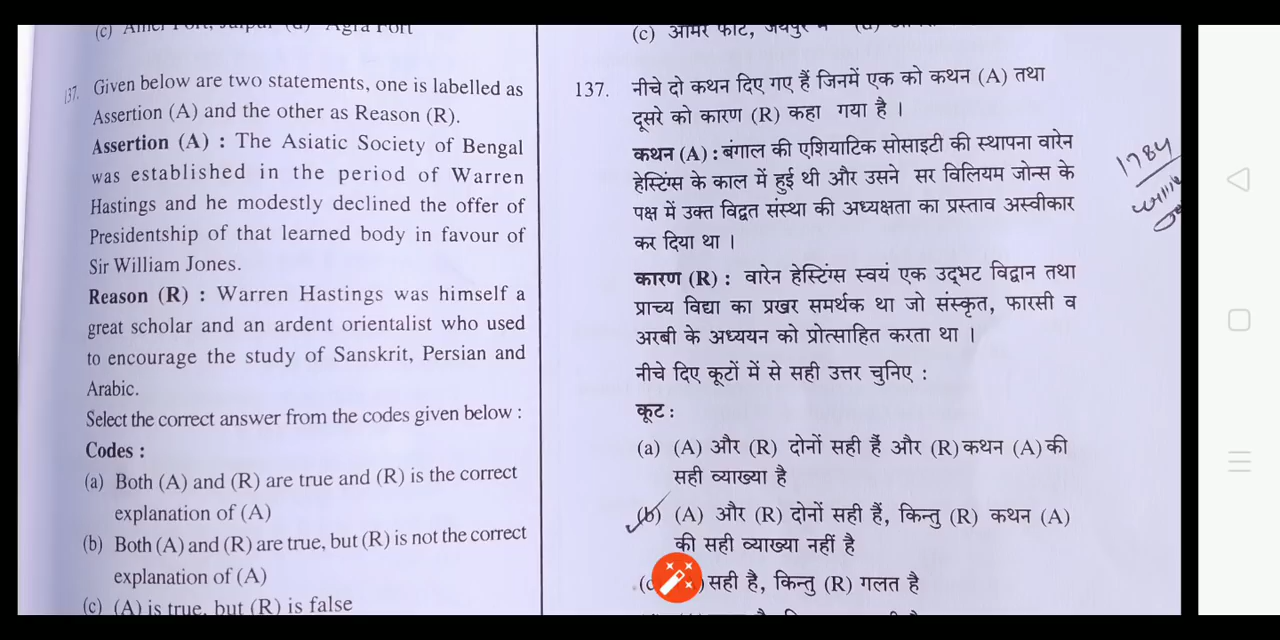 137. Given below are two statements, one is labelled as
Assertion (A) and the other as Reason (R).
Assertion (A) : The Asiatic Society of Bengal
was established in the period of Warren
Hastings and he modestly declined the offer of
Presidentship of that learned body in favour of
Sir William Jones.
Reason (R) : Warren Hastings was himself a
great scholar and an ardent orientalist who used
to encourage the study of Sanskrit, Persian and
Arabic.
Select the correct answer from the codes given below :
Codes :
(a) Both (A) and (R) are true and (R) is the correct
explanation of (A)
(b) Both (A) and (R) are true, but (R) is not the correct
explanation of (A)
(c) (A) is true, but (R) is false
137. नीचे दो कथन दिए गए हैं जिनमें एक को कथन (A) तथा
दूसरे को कारण (R) कहा गया है ।
कथन (A) : बंगाल की एशियाटिक सोसाइटी की स्थापना वारेन
हेस्टिंग्स के काल में हुई थी और उसने सर विलियम जोन्स के
पक्ष में उक्त विद्वत संस्था की अध्यक्षता का प्रस्ताव अस्वीकार
कर दिया था ।
कारण (R) : वारेन हेस्टिंग्स स्वयं एक उद्भट विद्वान तथा
प्राच्य विद्या का प्रखर समर्थक था जो संस्कृत, फारसी व
अरबी के अध्ययन को प्रोत्साहित करता था ।
नीचे दिए कूटों में से सही उत्तर चुनिए :
कूट :
(a) (A) और (R) दोनों सही हैं और (R) कथन (A) की
सही व्याख्या है
(b) (A) और (R) दोनों सही हैं, किन्तु (R) कथन (A)
की सही व्याख्या नहीं है
सही है, किन्तु (R) गलत है
1784